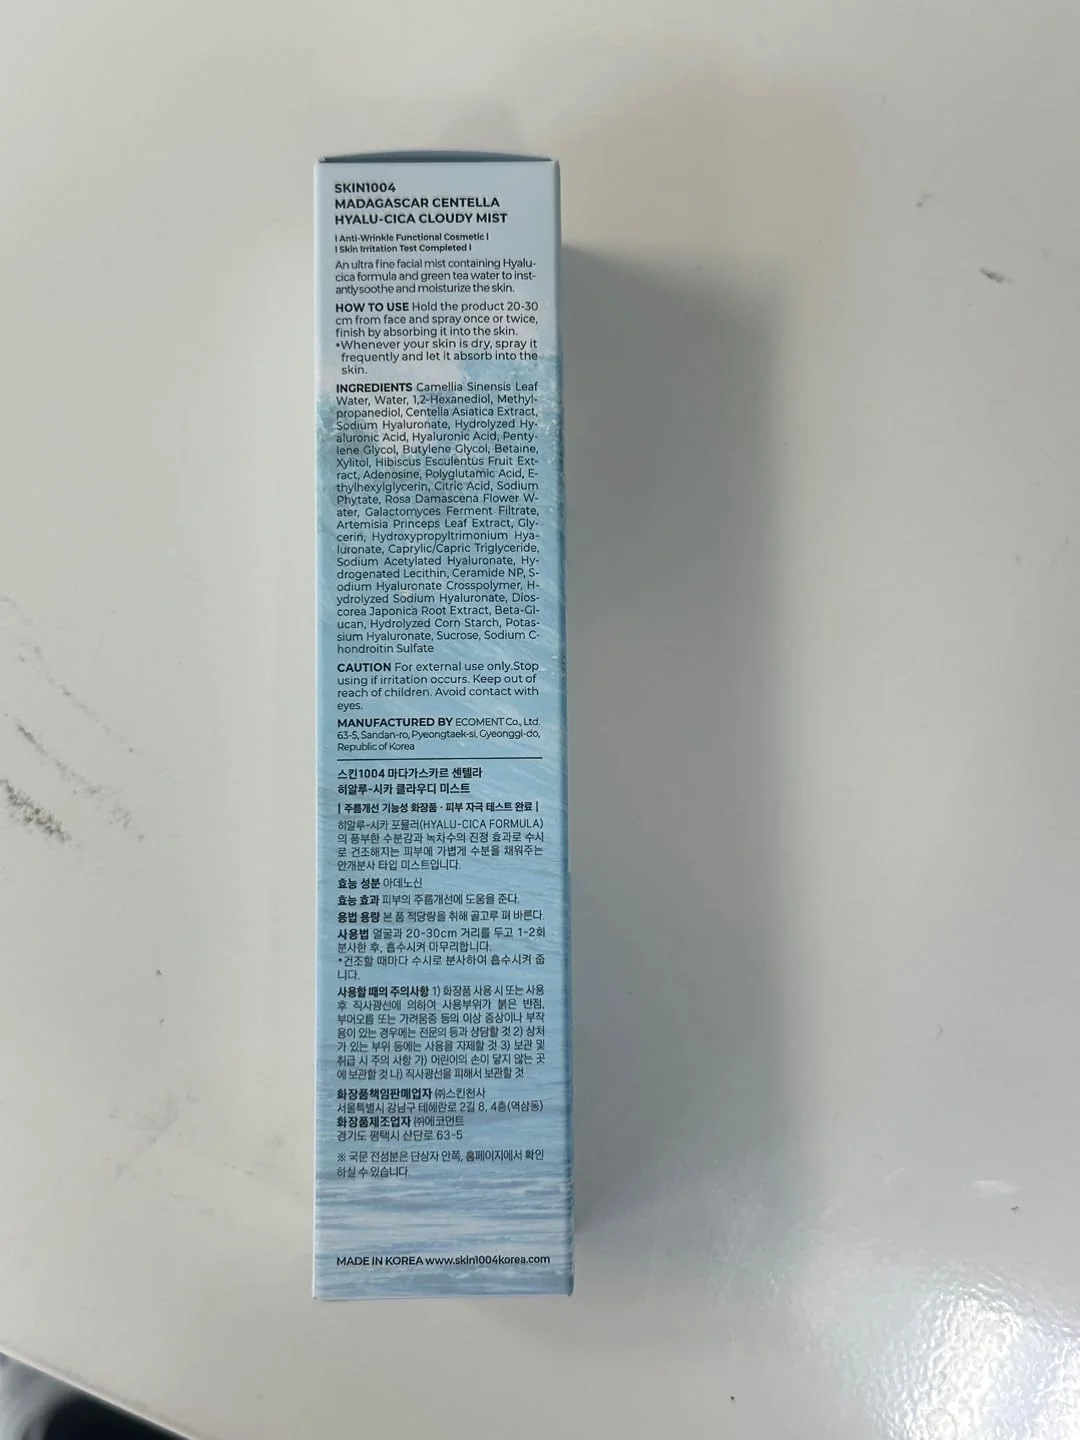 SKIN1004
MADAGASCAR CENTELLA
HYALU-CICA CLOUDY MIST
| Anti-Wrinkle Functional Cosmetic |
| Skin Irritation Test Completed |
An ultra fine facial mist containing Hyalu-
cica formula and green tea water to inst-
antly soothe and moisturize the skin.
HOW TO USE Hold the product 20-30
cm from face and spray once or twice,
finish by absorbing it into the skin.
*Whenever your skin is dry, spray it
frequently and let it absorb into the
skin.
INGREDIENTS Camellia Sinensis Leaf
Water, Water, 1,2-Hexanediol, Methyl-
propanediol, Centella Asiatica Extract,
Sodium Hyaluronate, Hydrolyzed Hy-
aluronic Acid, Hyaluronic Acid, Penty-
lene Glycol, Butylene Glycol, Betaine,
Xylitol, Hibiscus Esculentus Fruit Ext-
ract, Adenosine, Polyglutamic Acid, E-
thylhexylglycerin, Citric Acid, Sodium
Phytate, Rosa Damascena Flower W-
ater, Galactomyces Ferment Filtrate,
Artemisia Princeps Leaf Extract, Gly-
cerin, Hydroxypropyltrimonium Hya-
luronate, Caprylic/Capric Triglyceride,
Sodium Acetylated Hyaluronate, Hy-
drogenated Lecithin, Ceramide NP, S-
odium Hyaluronate Crosspolymer, H-
ydrolyzed Sodium Hyaluronate, Dios-
corea Japonica Root Extract, Beta-Gl-
ucan, Hydrolyzed Corn Starch, Potas-
sium Hyaluronate, Sucrose, Sodium C-
hondroitin Sulfate
CAUTION For external use only.Stop
using if irritation occurs. Keep out of
reach of children. Avoid contact with
eyes.
MANUFACTURED BY ECOMENT Co., Ltd.
63-5, Sandan-ro, Pyeongtaek-si, Gyeonggi-do,
Republic of Korea
스킨1004 마다가스카르 센텔라
히알루-시카 클라우디 미스트
| 주름개선 기능성 화장품 · 피부 자극 테스트 완료 |
히알루-시카 포뮬러(HYALU-CICA FORMULA)
의 풍부한 수분감과 녹차수의 진정 효과로 수시
로 건조해지는 피부에 가볍게 수분을 채워주는
안개분사 타입 미스트입니다.
효능 성분 아데노신
효능 효과 피부의 주름개선에 도움을 준다.
용법 용량 본 품 적당량을 취해 골고루 펴 바른다.
사용법 얼굴과 20-30cm 거리를 두고 1-2회
분사한 후, 흡수시켜 마무리합니다.
*건조할 때마다 수시로 분사하여 흡수시켜 줍
니다.
사용할 때의 주의사항 1) 화장품 사용 시 또는 사용
후 직사광선에 의하여 사용부위가 붉은 반점,
부어오름 또는 가려움증 등의 이상 증상이나 부작
용이 있는 경우에는 전문의 등과 상담할 것 2) 상처
가 있는 부위 등에는 사용을 자제할 것 3) 보관 및
취급 시 주의 사항 가) 어린이의 손이 닿지 않는 곳
에 보관할 것 나) 직사광선을 피해서 보관할 것
화장품책임판매업자 ㈜스킨천사
서울특별시 강남구 테헤란로 2길 8, 4층(역삼동)
화장품제조업자 ㈜에코먼트
경기도 평택시 산단로 63-5
※ 국문 전성분은 단상자 안쪽, 홈페이지에서 확인
하실 수 있습니다.
MADE IN KOREA www.skin1004korea.com